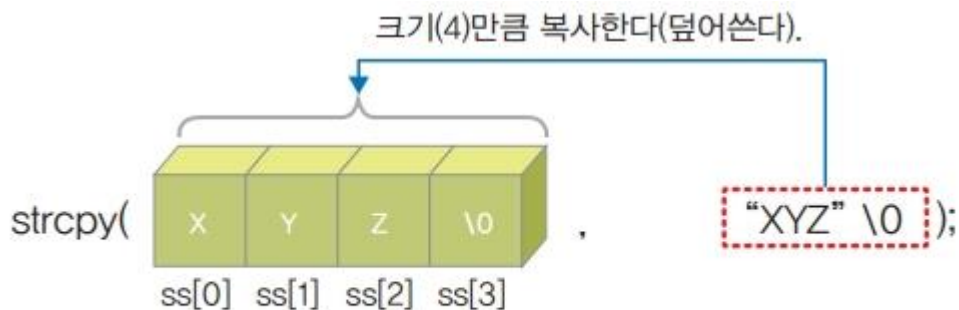 크기(4)만큼 복사한다(덮어쓴다).
strcpy( X Y Z \0 , “XYZ” \0 );
ss[0] ss[1] ss[2] ss[3]